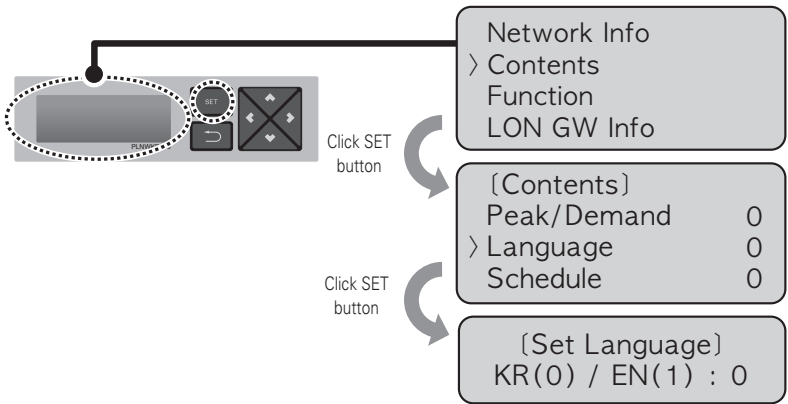 Network Info
〉Contents
Function
LON GW Info
SET
Click SET
button
〔Contents〕
Peak/Demand 0
〉Language 0
Schedule 0
Click SET
button
〔Set Language〕
KR(0) / EN(1) : 0